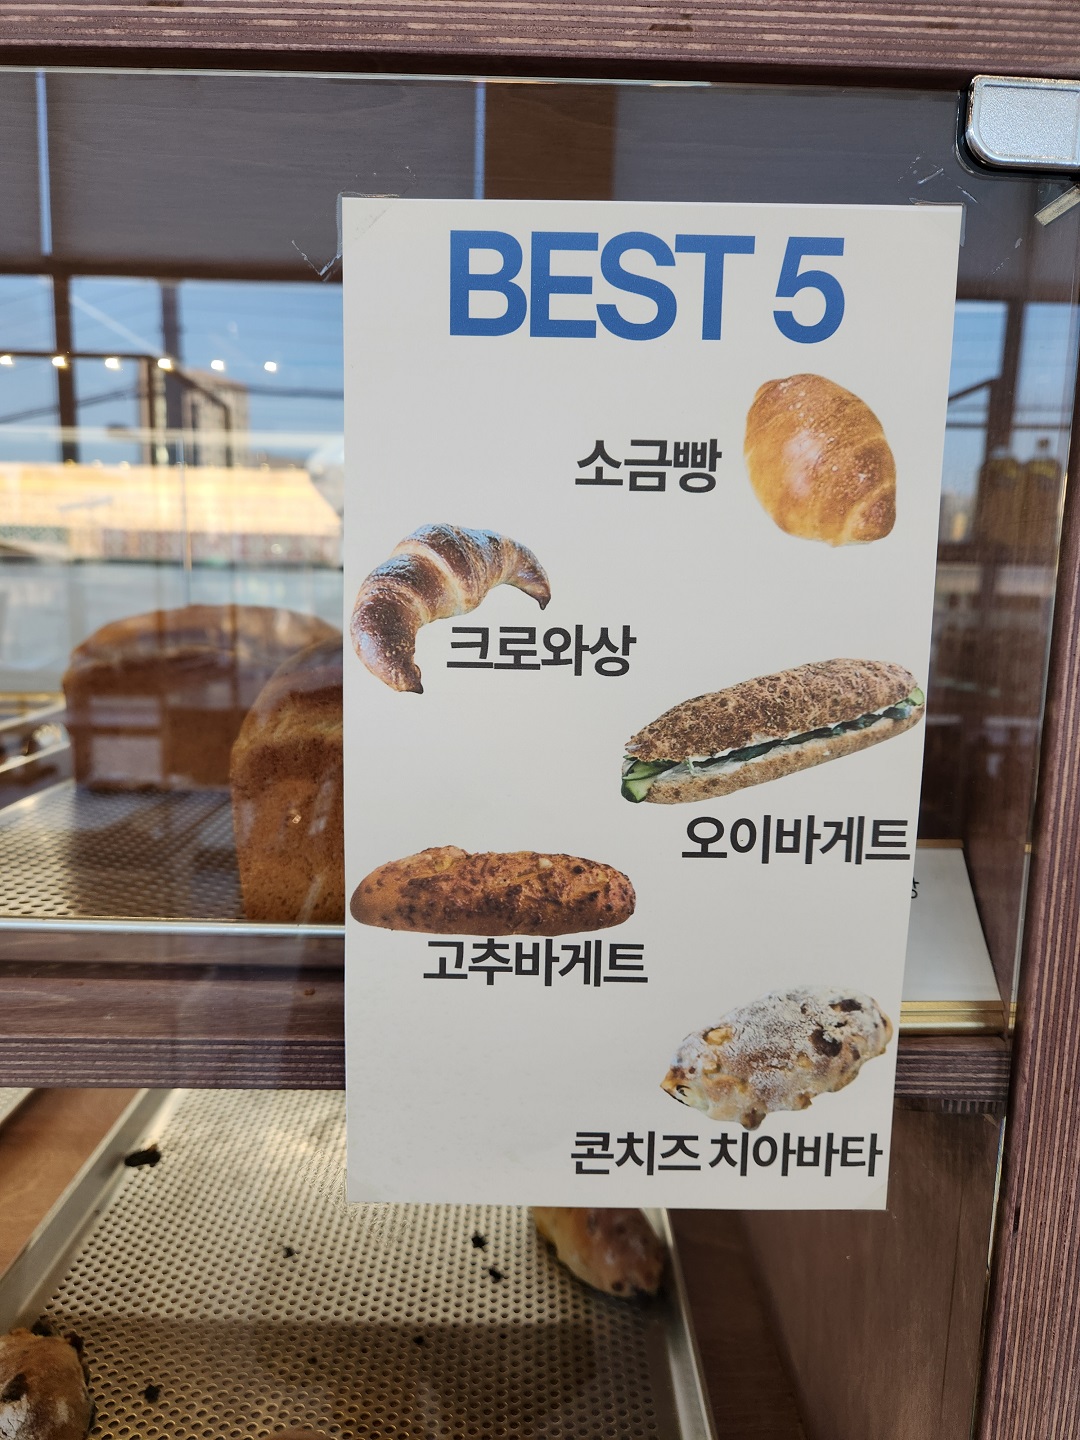 BEST 5
소금빵
크로와상
오이바게트
고추바게트
콘치즈 치아바타